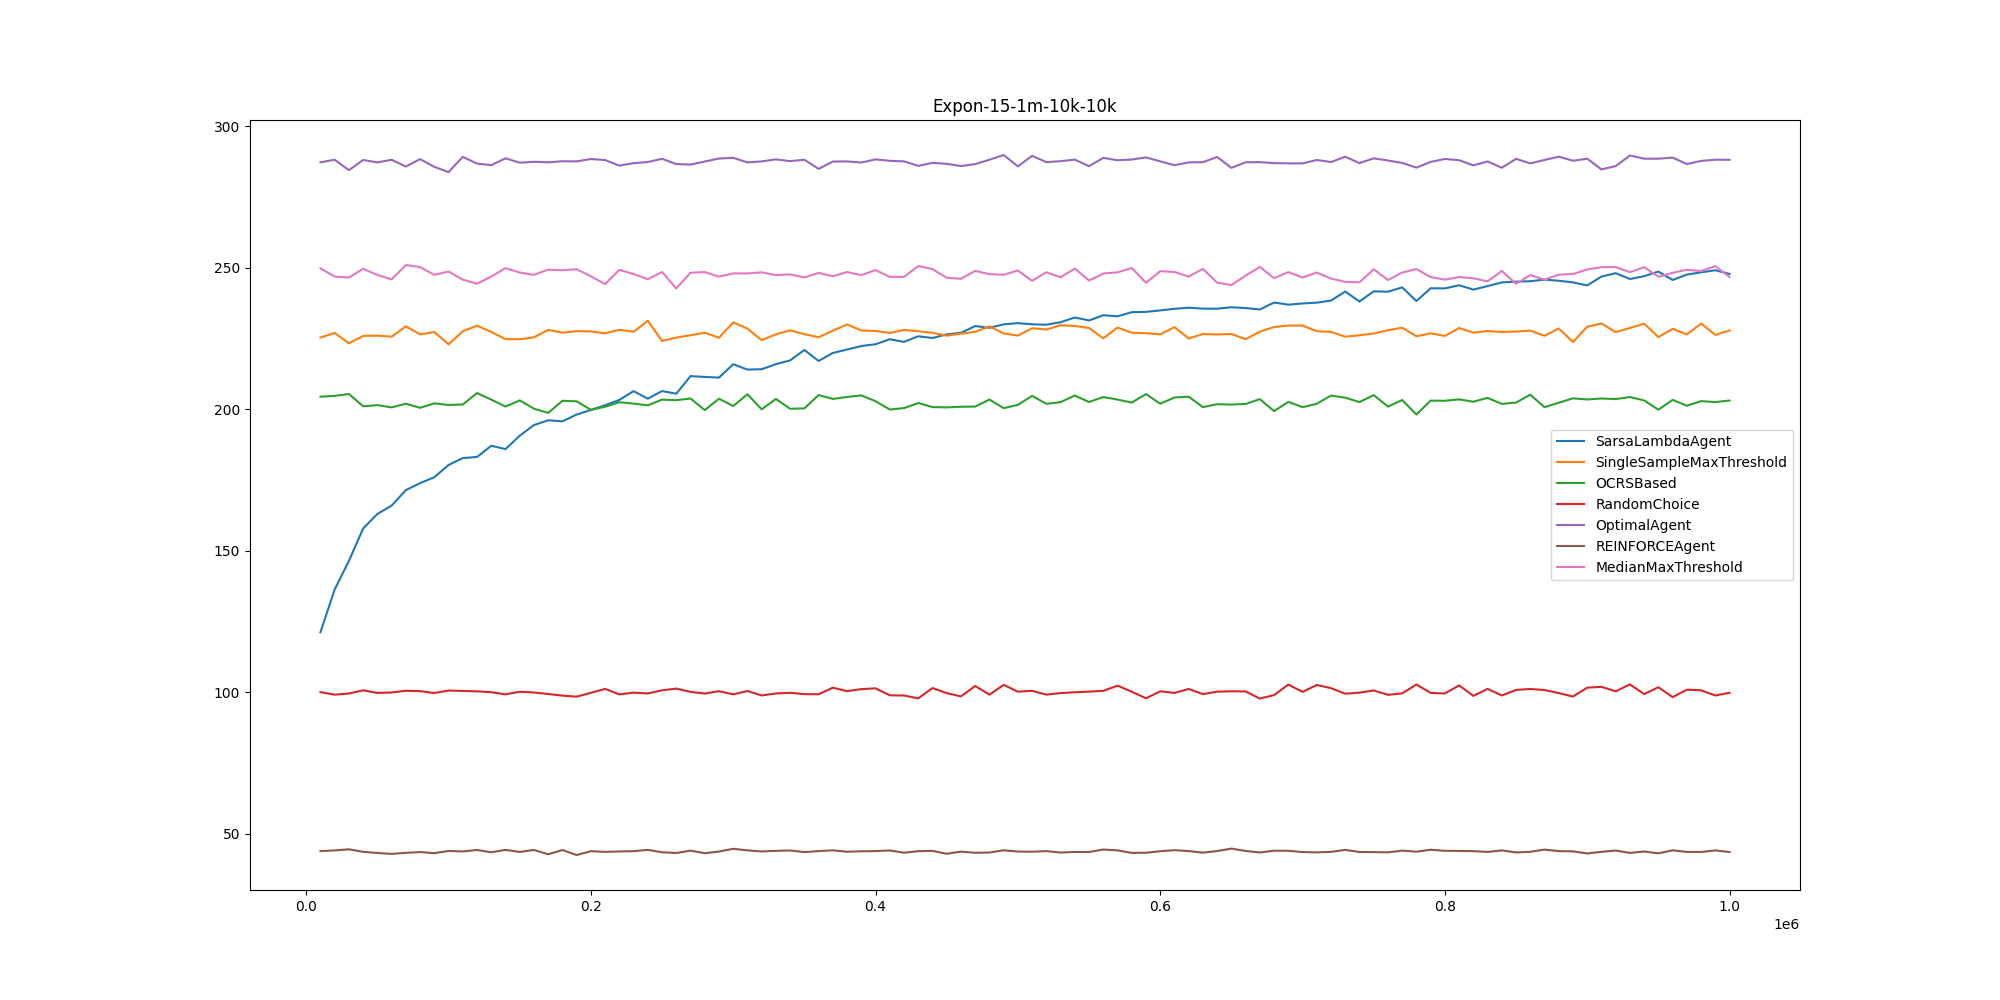 Expon-15-1m-10k-10k
300
250
200
150
100
50
SarsaLambdaAgent
SingleSampleMaxThreshold
OCRSBased
RandomChoice
OptimalAgent
REINFORCEAgent
MedianMaxThreshold
0.0 0.2 0.4 0.6 0.8 1.0
1e6